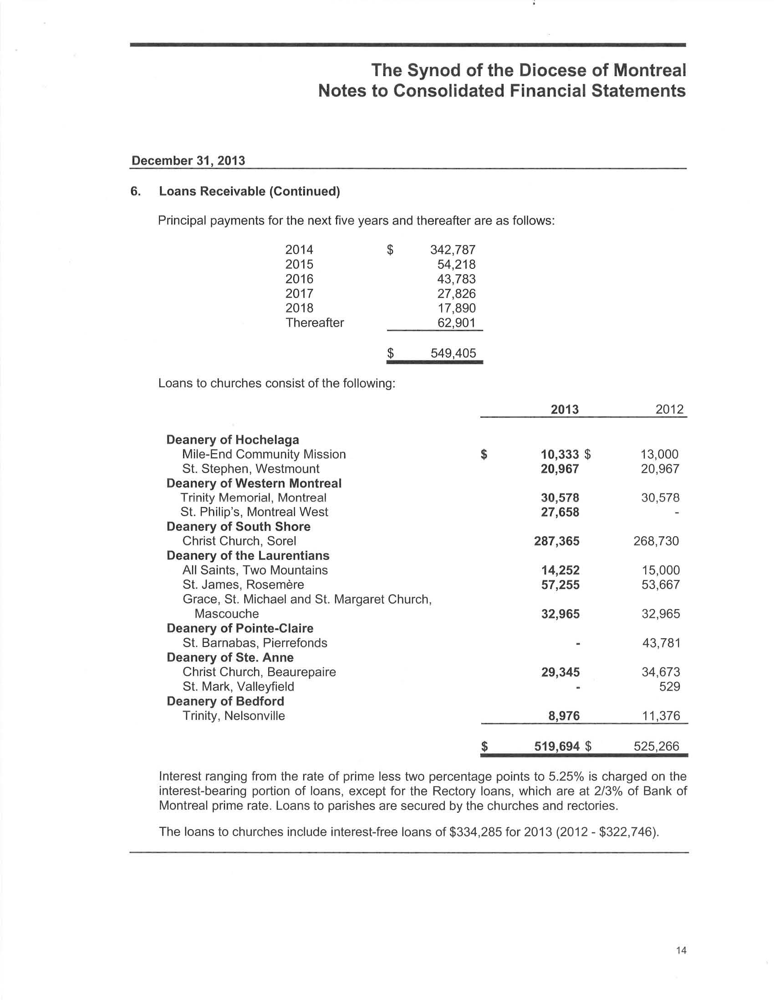 The Synod of the Diocese of Montreal
Notes to Consolidated Financial Statements
December 31, 2013
6. Loans Receivable (Continued)
Principal payments for the next five years and thereafter are as follows:
2014 $ 342,787
2015 54,218
2016 43,783
2017 27,826
2018 17,890
Thereafter 62,901
$ 549,405
Loans to churches consist of the following:
2013 2012
Deanery of Hochelaga
Mile-End Community Mission $ 10,333 $ 13,000
St. Stephen, Westmount 20,967 20,967
Deanery of Western Montreal
Trinity Memorial, Montreal 30,578 30,578
St. Philip's, Montreal West 27,658 -
Deanery of South Shore
Christ Church, Sorel 287,365 268,730
Deanery of the Laurentians
All Saints, Two Mountains 14,252 15,000
St. James, Rosemère 57,255 53,667
Grace, St. Michael and St. Margaret Church,
Mascouche 32,965 32,965
Deanery of Pointe-Claire
St. Barnabas, Pierrefonds - 43,781
Deanery of Ste. Anne
Christ Church, Beaurepaire 29,345 34,673
St. Mark, Valleyfield - 529
Deanery of Bedford
Trinity, Nelsonville 8,976 11,376
$ 519,694 $ 525,266
Interest ranging from the rate of prime less two percentage points to 5.25% is charged on the
interest-bearing portion of loans, except for the Rectory loans, which are at 2/3% of Bank of
Montreal prime rate. Loans to parishes are secured by the churches and rectories.
The loans to churches include interest-free loans of $334,285 for 2013 (2012 - $322,746).
14